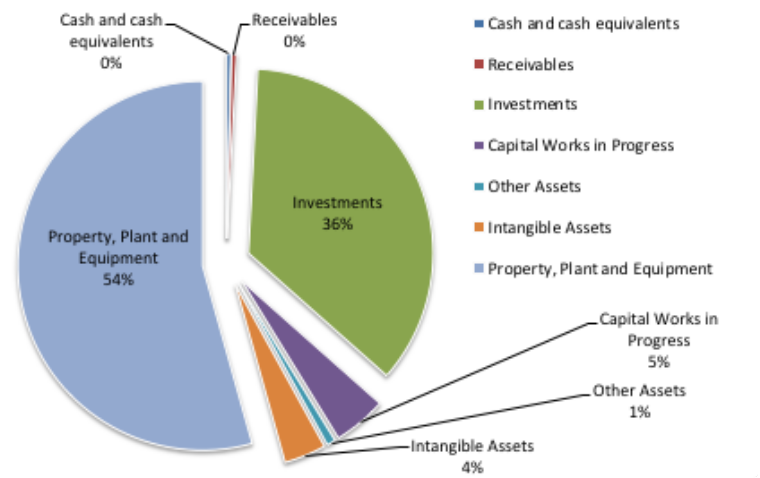 Cash and cash
equivalents
0%
Receivables
0%
Investments
36%
Property, Plant and
Equipment
54%
Capital Works in
Progress
5%
Other Assets
1%
Intangible Assets
4%
Cash and cash equivalents
Receivables
Investments
Capital Works in Progress
Other Assets
Intangible Assets
Property, Plant and Equipment